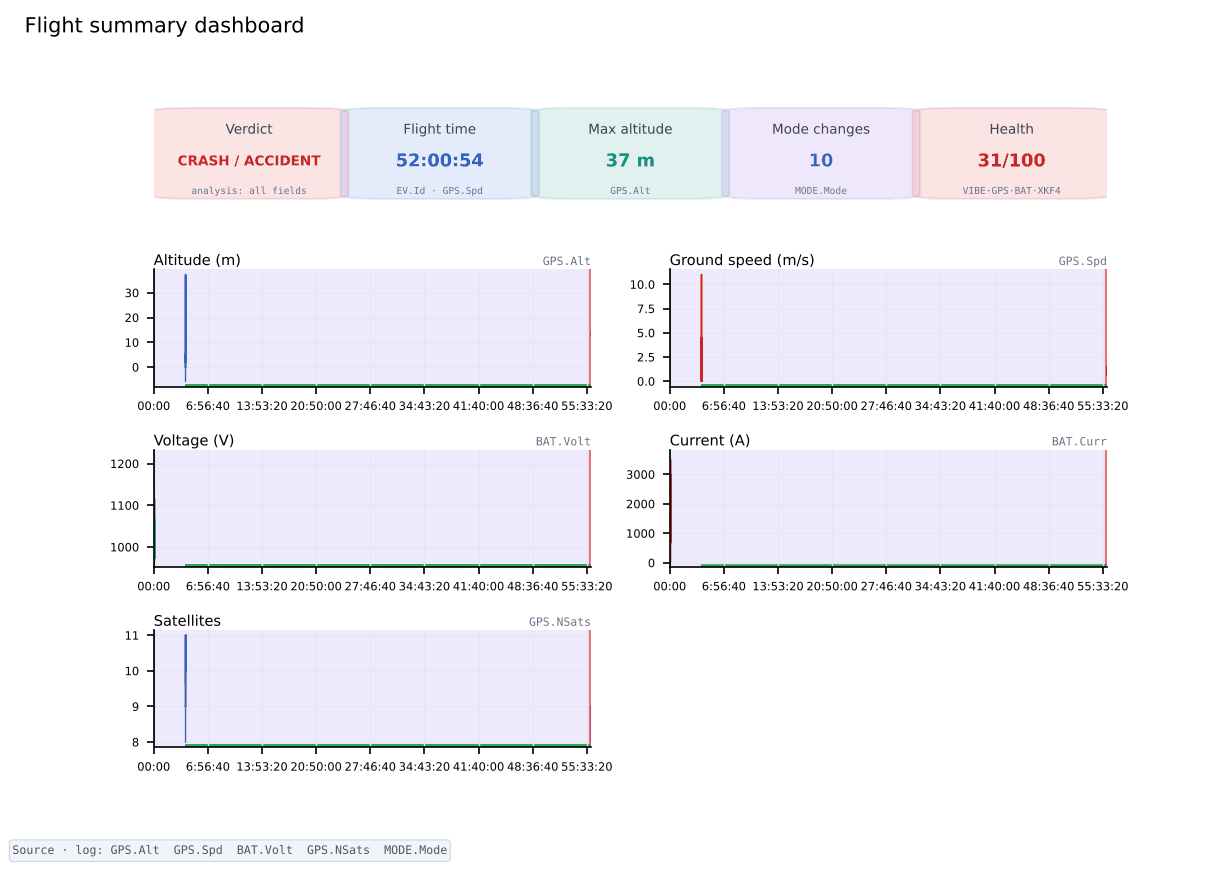 Flight summary dashboard
Verdict
CRASH / ACCIDENT
analysis: all fields
Flight time
52:00:54
EV.Id · GPS.Spd
Max altitude
37 m
GPS.Alt
Mode changes
10
MODE.Mode
Health
31/100
VIBE·GPS·BAT·XKF4
Altitude (m) GPS.Alt
30
20
10
0
00:00 6:56:40 13:53:20 20:50:00 27:46:40 34:43:20 41:40:00 48:36:40 55:33:20
Ground speed (m/s) GPS.Spd
10.0
7.5
5.0
2.5
0.0
00:00 6:56:40 13:53:20 20:50:00 27:46:40 34:43:20 41:40:00 48:36:40 55:33:20
Voltage (V) BAT.Volt
1200
1100
1000
00:00 6:56:40 13:53:20 20:50:00 27:46:40 34:43:20 41:40:00 48:36:40 55:33:20
Current (A) BAT.Curr
3000
2000
1000
0
00:00 6:56:40 13:53:20 20:50:00 27:46:40 34:43:20 41:40:00 48:36:40 55:33:20
Satellites GPS.NSats
11
10
9
8
00:00 6:56:40 13:53:20 20:50:00 27:46:40 34:43:20 41:40:00 48:36:40 55:33:20
Source · log: GPS.Alt GPS.Spd BAT.Volt GPS.NSats MODE.Mode